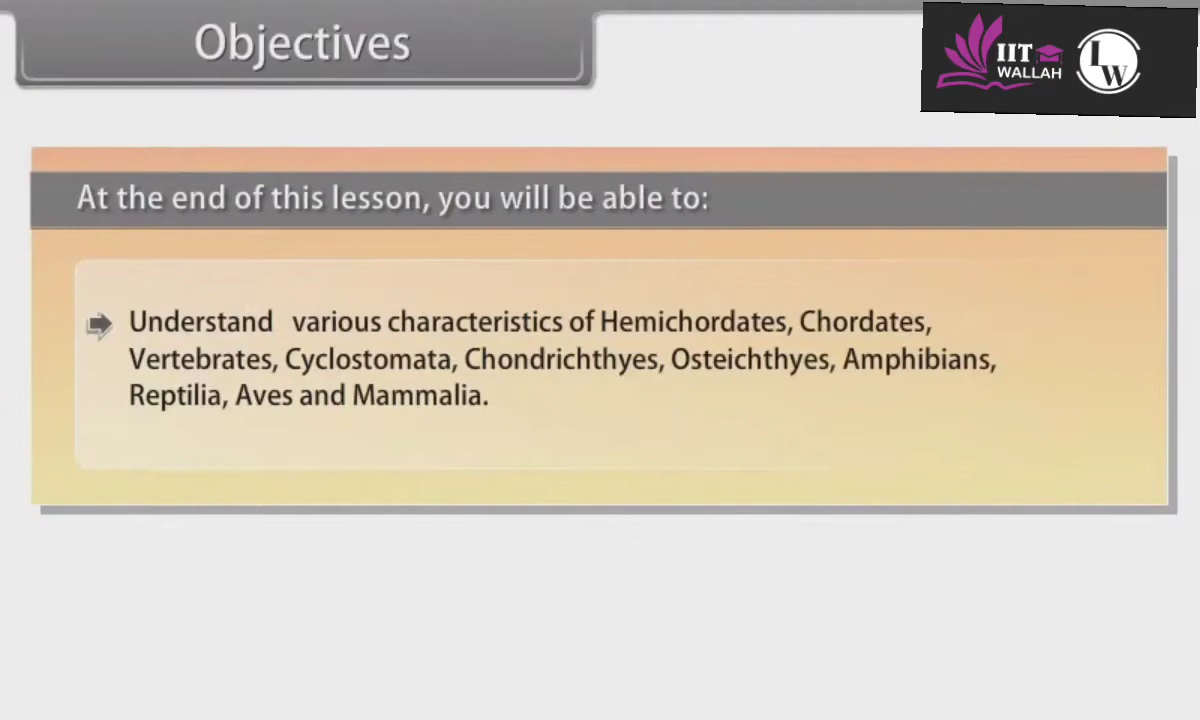 Objectives
IIT
WALLAH
LW
At the end of this lesson, you will be able to:
Understand various characteristics of Hemichordates, Chordates,
Vertebrates, Cyclostomata, Chondrichthyes, Osteichthyes, Amphibians,
Reptilia, Aves and Mammalia.